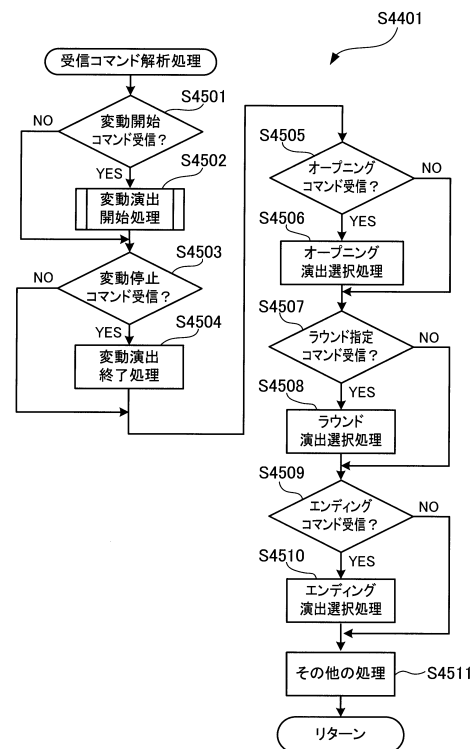 S4401
受信コマンド解析処理
S4501
変動開始
コマンド受信？
NO
YES
S4502
変動演出
開始処理
S4503
変動停止
コマンド受信？
NO
YES
S4504
変動演出
終了処理
S4505
オープニング
コマンド受信？
NO
YES
S4506
オープニング
演出選択処理
S4507
ラウンド指定
コマンド受信？
NO
YES
S4508
ラウンド
演出選択処理
S4509
エンディング
コマンド受信？
NO
YES
S4510
エンディング
演出選択処理
その他の処理
S4511
リターン